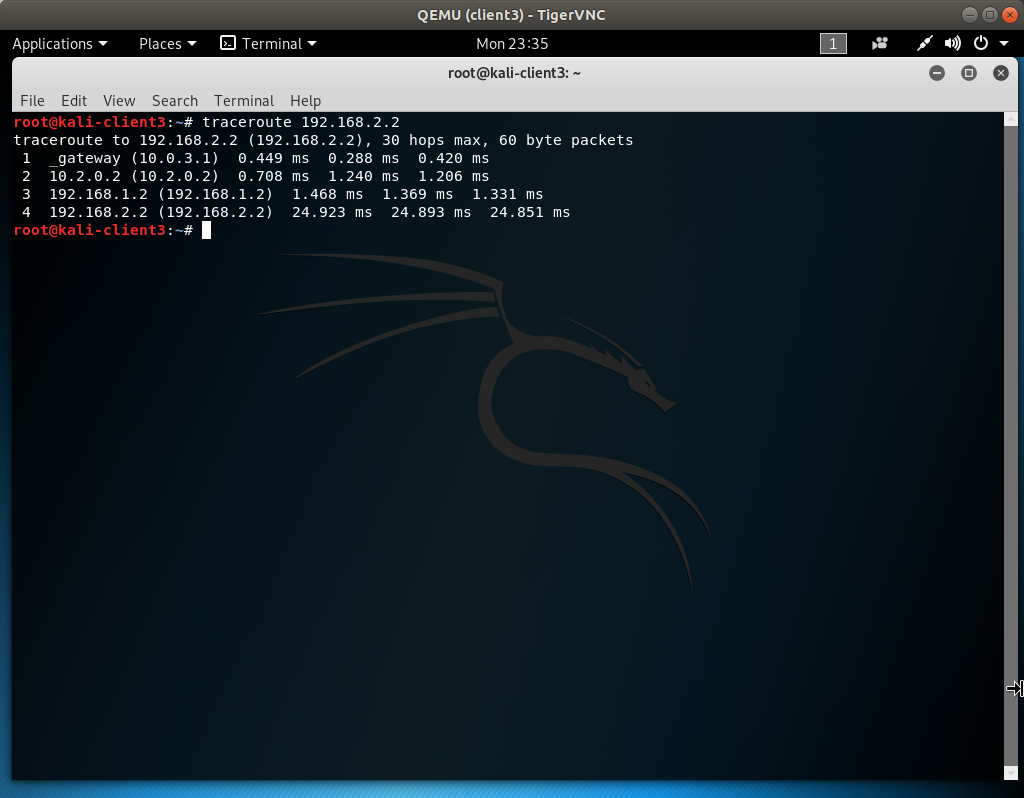 QEMU (client3) - TigerVNC
Applications Places Terminal Mon 23:35 1
root@kali-client3: ~
File Edit View Search Terminal Help
root@kali-client3:~# traceroute 192.168.2.2
traceroute to 192.168.2.2 (192.168.2.2), 30 hops max, 60 byte packets
 1  _gateway (10.0.3.1)  0.449 ms  0.288 ms  0.420 ms
 2  10.2.0.2 (10.2.0.2)  0.708 ms  1.240 ms  1.206 ms
 3  192.168.1.2 (192.168.1.2)  1.468 ms  1.369 ms  1.331 ms
 4  192.168.2.2 (192.168.2.2)  24.923 ms  24.893 ms  24.851 ms
root@kali-client3:~#